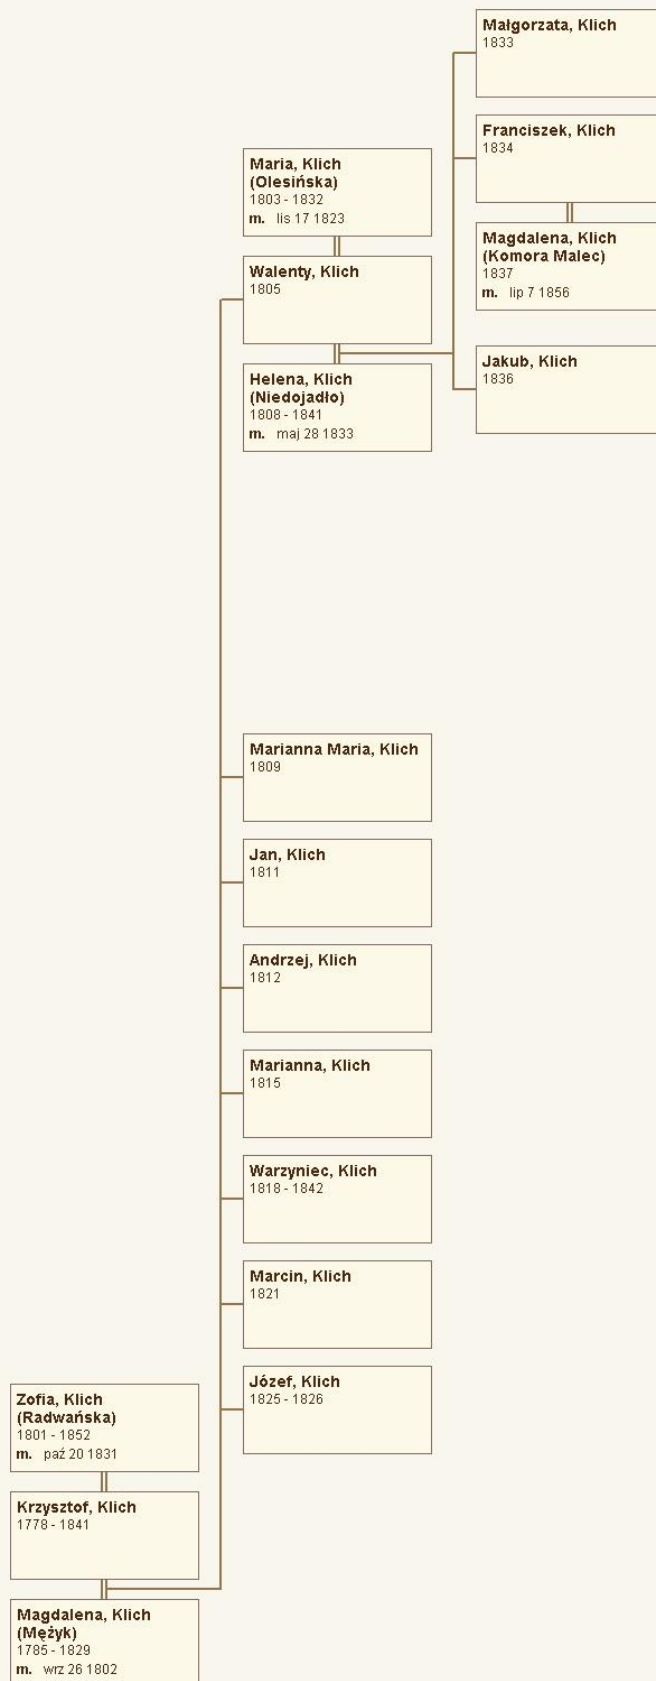 Małgorzata, Klich
1833
Franciszek, Klich
1834
Magdalena, Klich
(Komora Malec)
1837
m. lip 7 1856
Jakub, Klich
1836
Maria, Klich
(Olesińska)
1803 - 1832
m. lis 17 1823
Walenty, Klich
1805
Helena, Klich
(Niedojadło)
1808 - 1841
m. maj 28 1833
Marianna Maria, Klich
1809
Jan, Klich
1811
Andrzej, Klich
1812
Marianna, Klich
1815
Warzyniec, Klich
1818 - 1842
Marcin, Klich
1821
Józef, Klich
1825 - 1826
Zofia, Klich
(Radwańska)
1801 - 1852
m. paź 20 1831
Krzysztof, Klich
1778 - 1841
Magdalena, Klich
(Mężyk)
1785 - 1829
m. wrz 26 1802